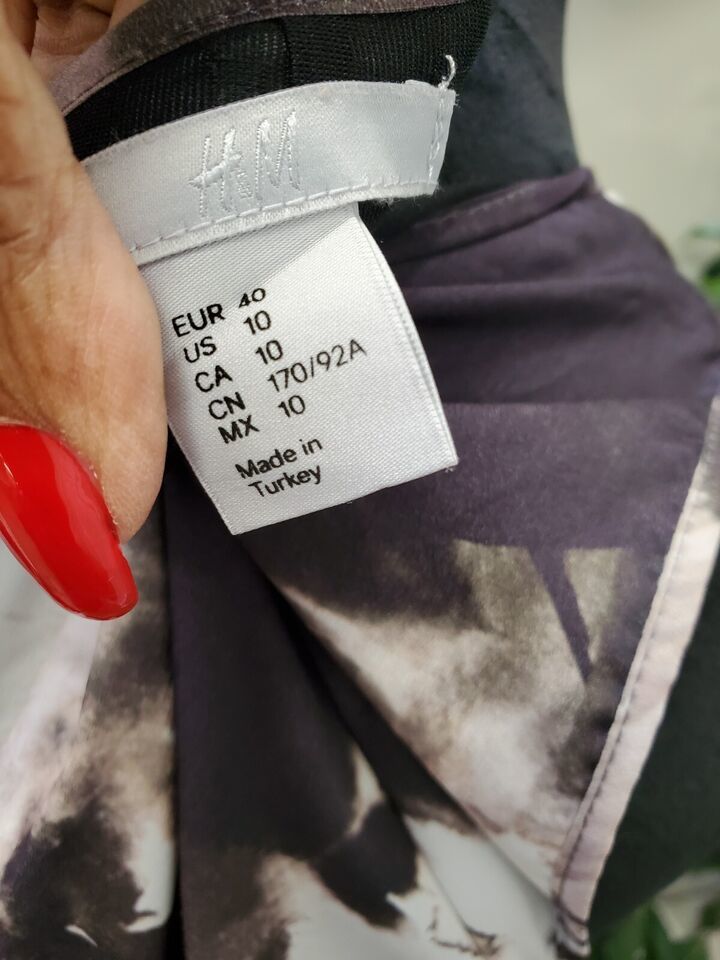 H&M
EUR 40
US 10
CA 10
CN 170/92A
MX 10
Made in
Turkey